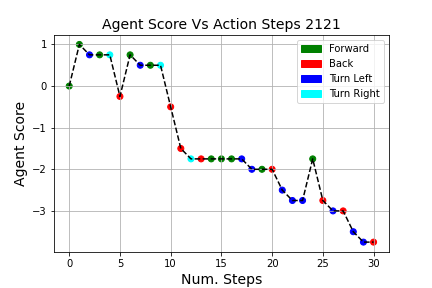 Agent Score Vs Action Steps 2121
Agent Score
1
0
−1
−2
−3
Forward
Back
Turn Left
Turn Right
0 5 10 15 20 25 30
Num. Steps